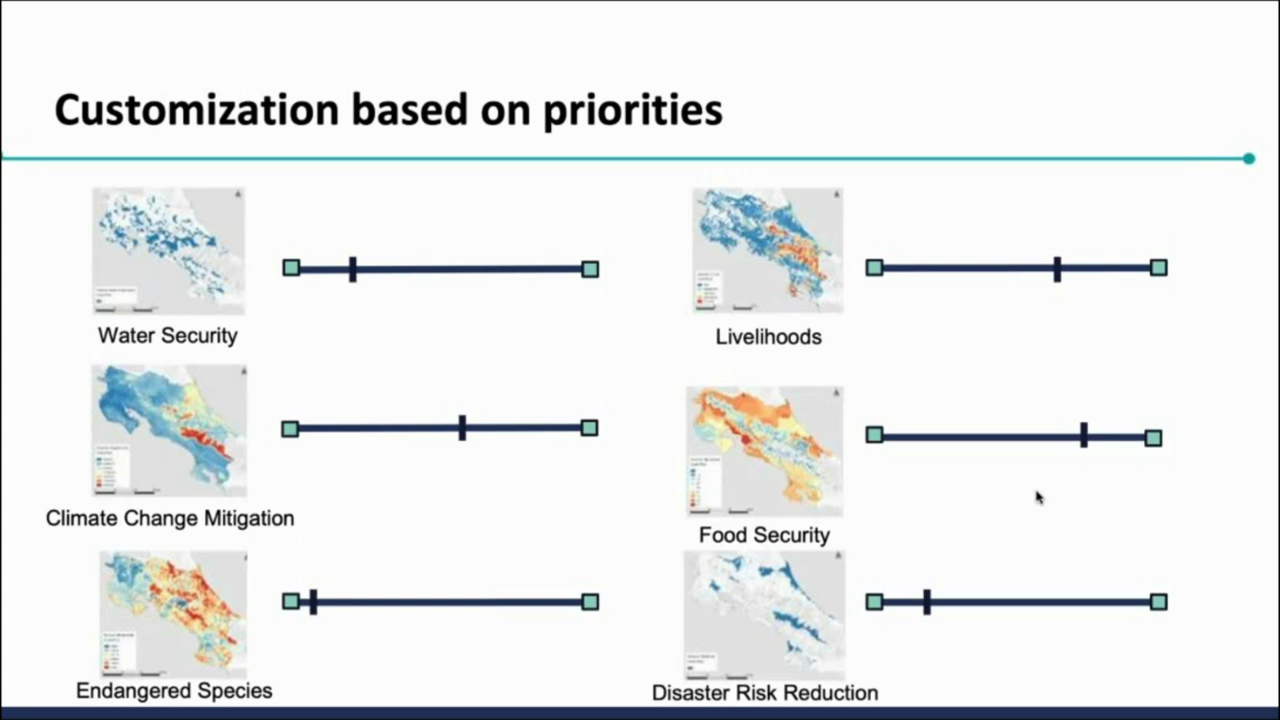 Customization based on priorities
Water Security
Livelihoods
Climate Change Mitigation
Food Security
Endangered Species
Disaster Risk Reduction